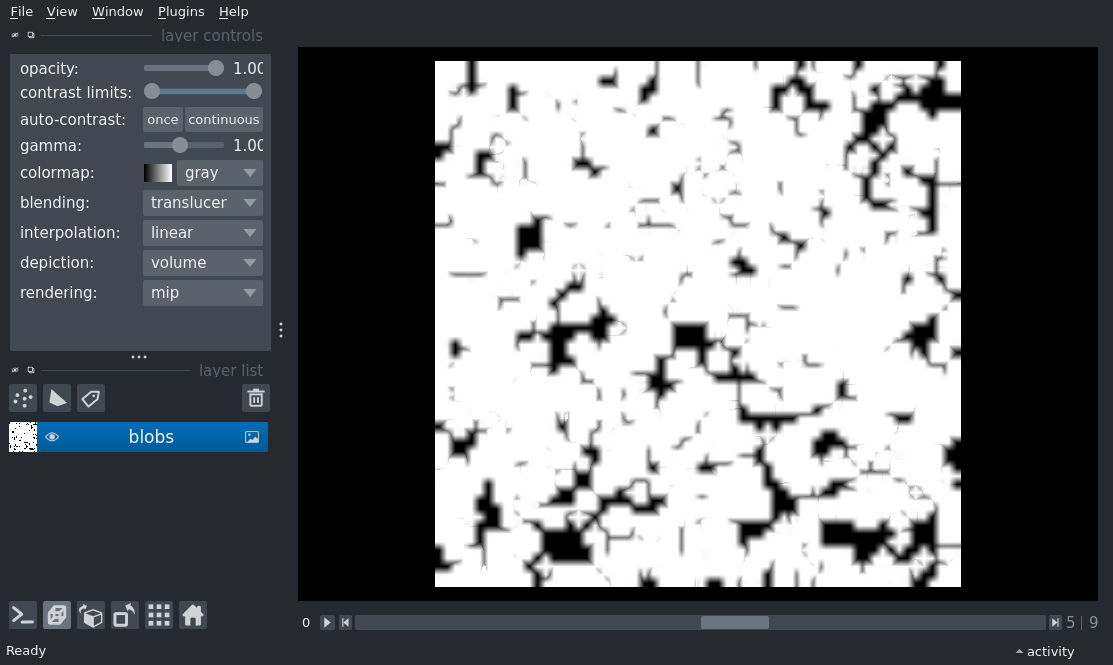 File View Window Plugins Help
layer controls
opacity: 1.00
contrast limits:
auto-contrast: once continuous
gamma: 1.00
colormap: gray
blending: translucer
interpolation: linear
depiction: volume
rendering: mip
layer list
blobs
0 5 | 9
Ready activity